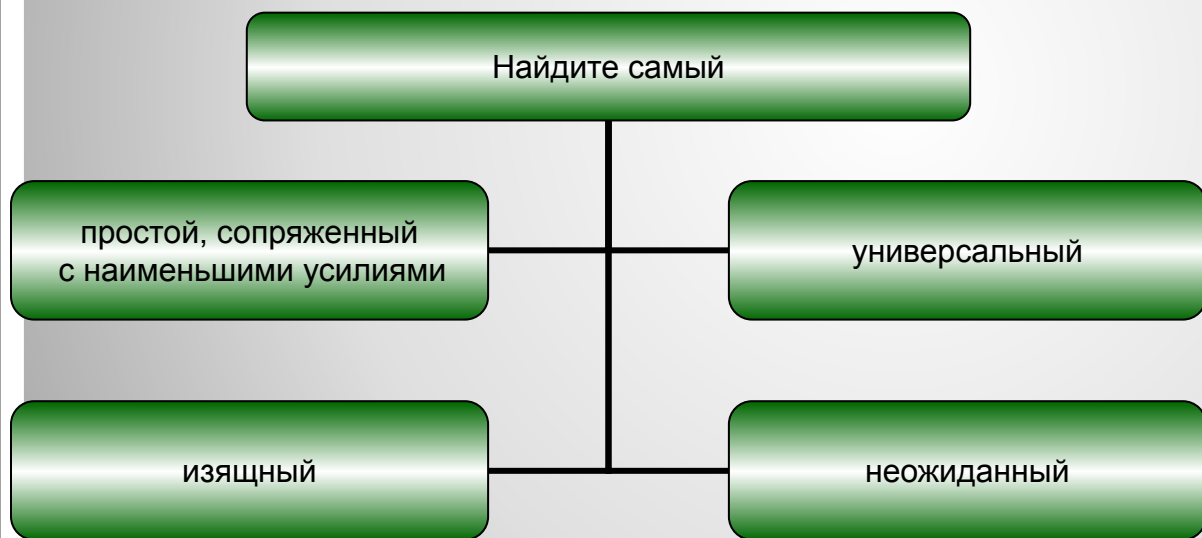 Найдите самый
простой, сопряженный
с наименьшими усилиями
универсальный
изящный
неожиданный